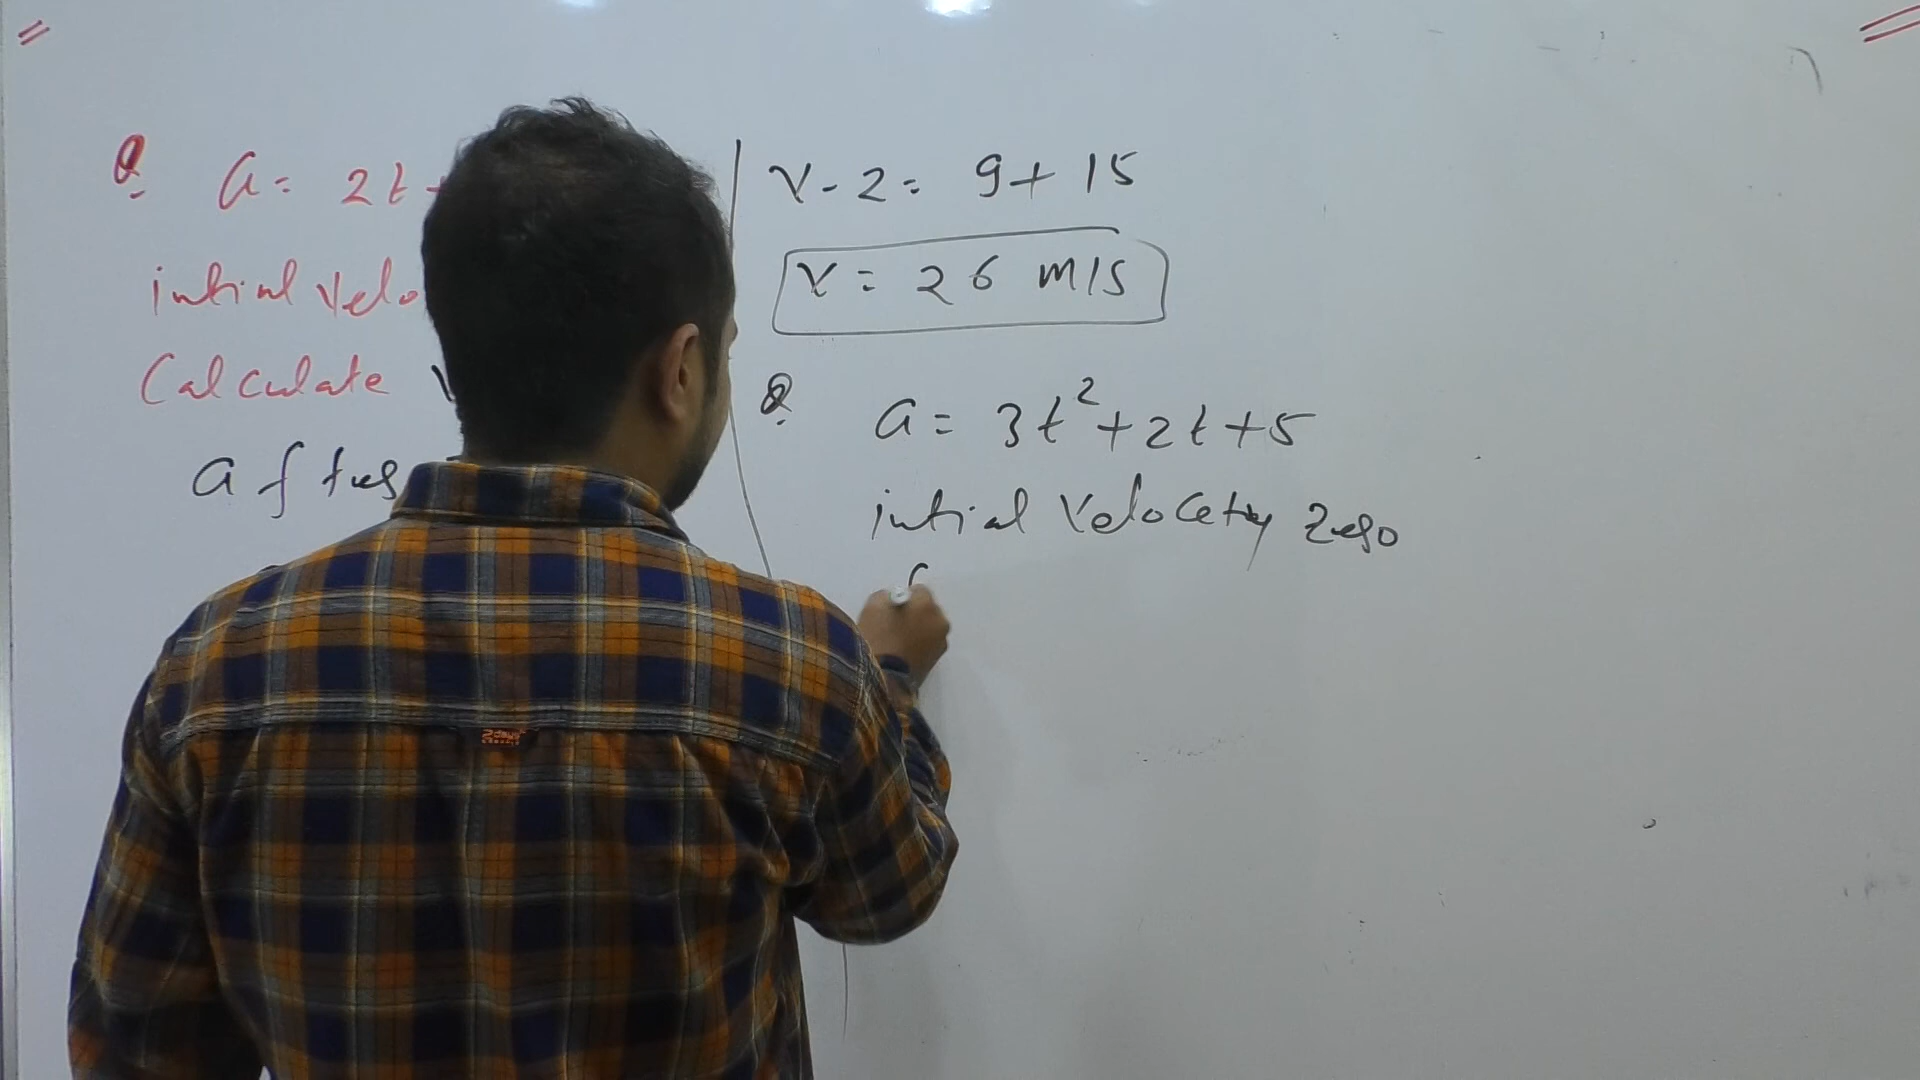 Q. a = 2t +
intial velo
Calculate
after
v - 2 = 9 + 15
v = 26 m/s
Q. a = 3t² + 2t + 5
intial velocety zero